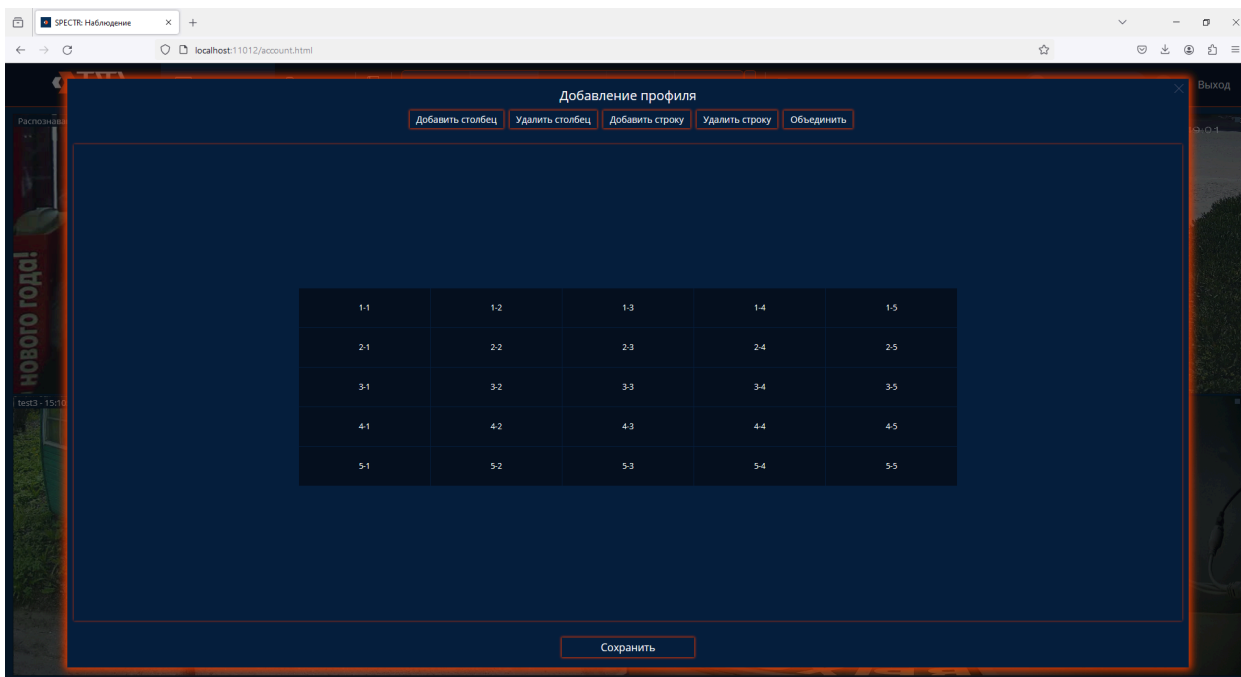 SPECTR: Наблюдение
localhost:11012/account.html
Выход
Добавление профиля
Добавить столбец Удалить столбец Добавить строку Удалить строку Объединить
1-1 1-2 1-3 1-4 1-5
2-1 2-2 2-3 2-4 2-5
3-1 3-2 3-3 3-4 3-5
4-1 4-2 4-3 4-4 4-5
5-1 5-2 5-3 5-4 5-5
НОВОГО ГОДА!
test3 - 15:10
Сохранить